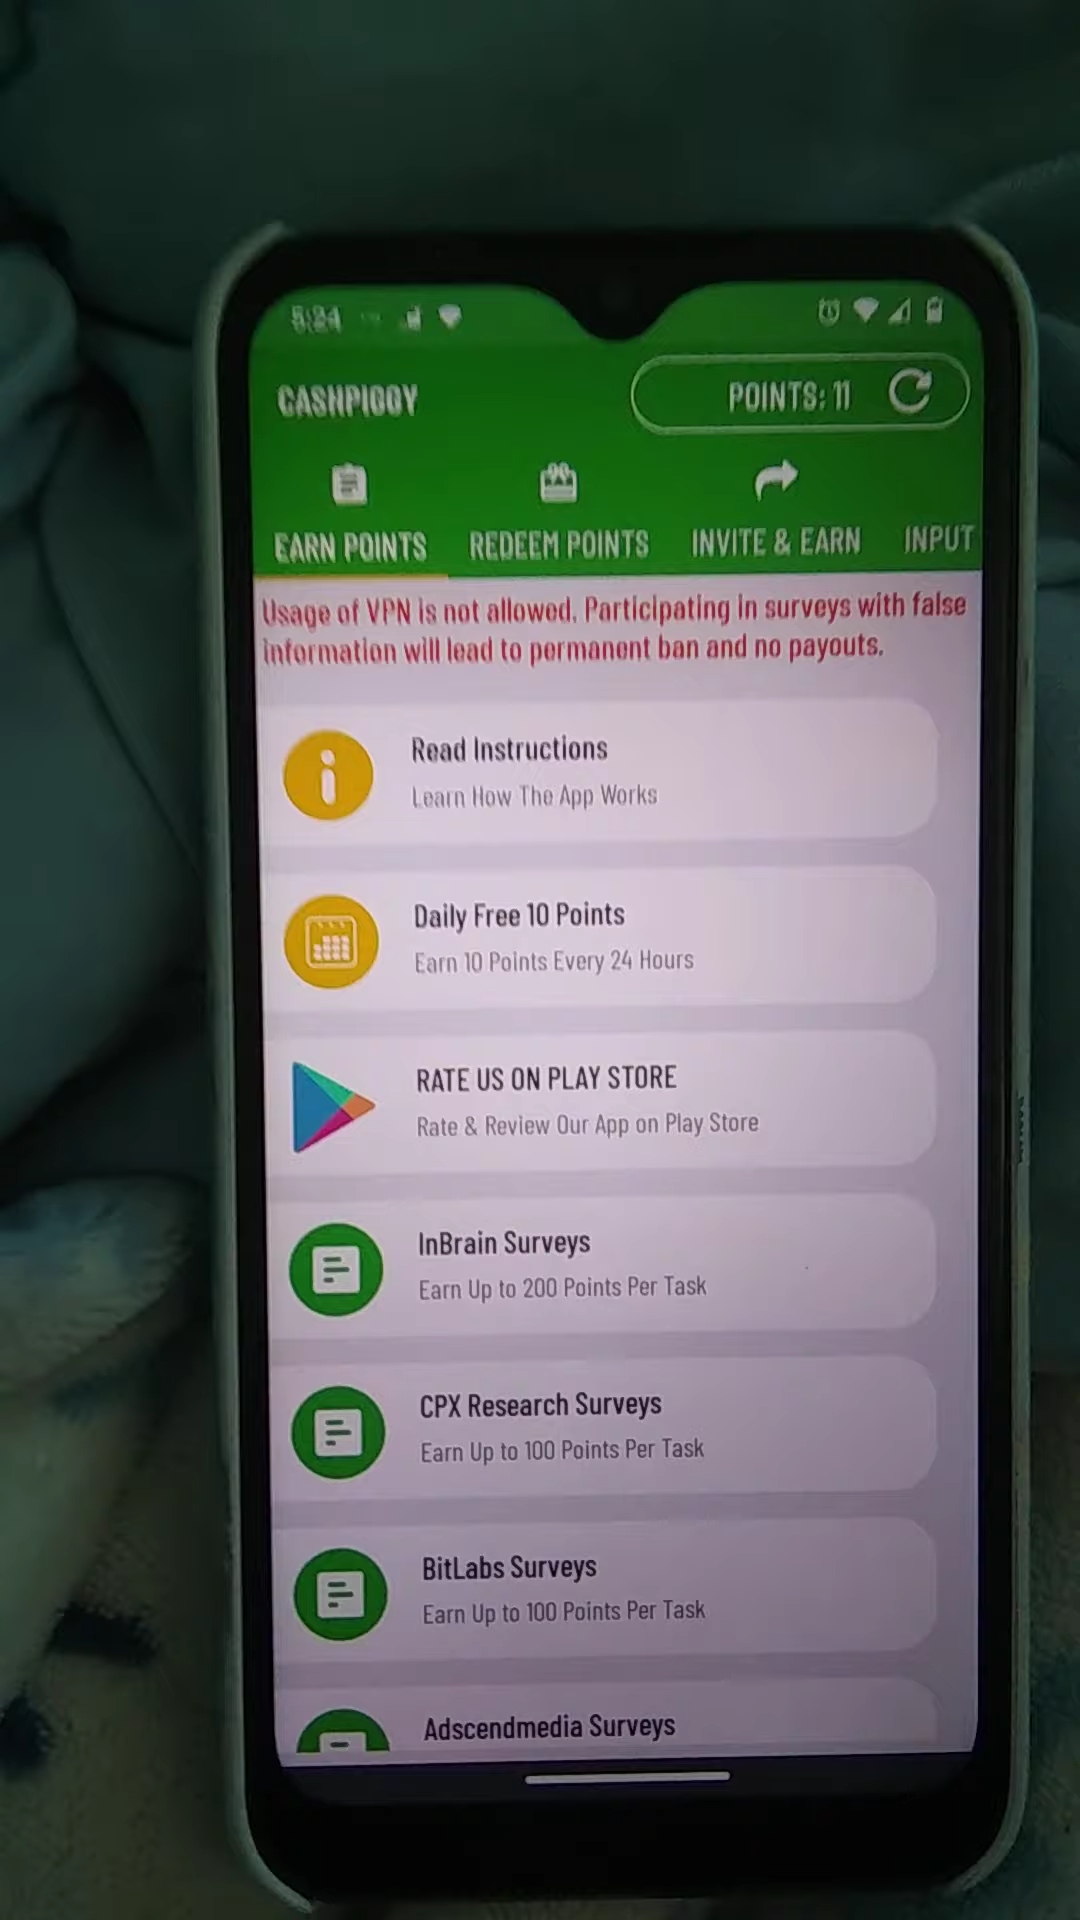 5:24
CASHPIGGY
POINTS: 11
EARN POINTS
REDEEM POINTS
INVITE & EARN
INPUT
Usage of VPN is not allowed. Participating in surveys with false
information will lead to permanent ban and no payouts.
Read Instructions
Learn How The App Works
Daily Free 10 Points
Earn 10 Points Every 24 Hours
RATE US ON PLAY STORE
Rate & Review Our App on Play Store
InBrain Surveys
Earn Up to 200 Points Per Task
CPX Research Surveys
Earn Up to 100 Points Per Task
BitLabs Surveys
Earn Up to 100 Points Per Task
Adscendmedia Surveys